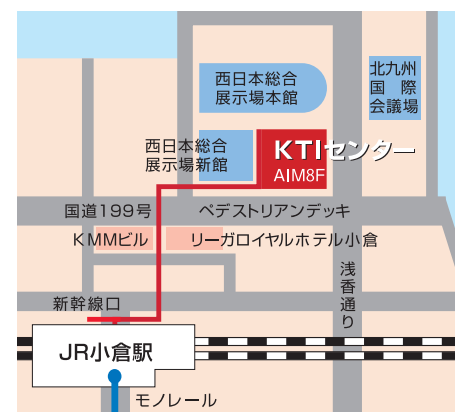 西日本総合
展示場本館
北九州
国際
会議場
西日本総合
展示場新館
KTIセンター
AIM8F
国道199号
ペデストリアンデッキ
KMMビル
リーガロイヤルホテル小倉
浅香通り
新幹線口
JR小倉駅
モノレール